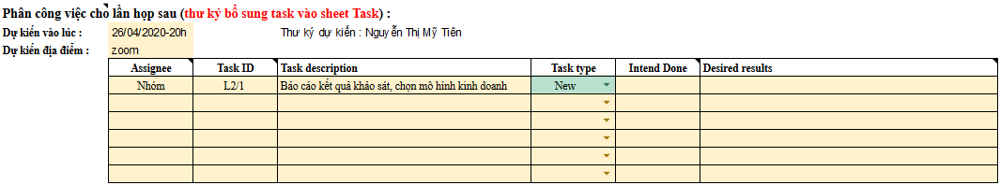 Phân công việc cho lần họp sau (thư ký bổ sung task vào sheet Task) :
Dự kiến vào lúc : 26/04/2020-20h Thư ký dự kiến : Nguyễn Thị Mỹ Tiên
Dự kiến địa điểm : zoom
Assignee Task ID Task description Task type Intend Done Desired results
Nhóm L2/1 Báo cáo kết quả khảo sát, chọn mô hình kinh doanh New